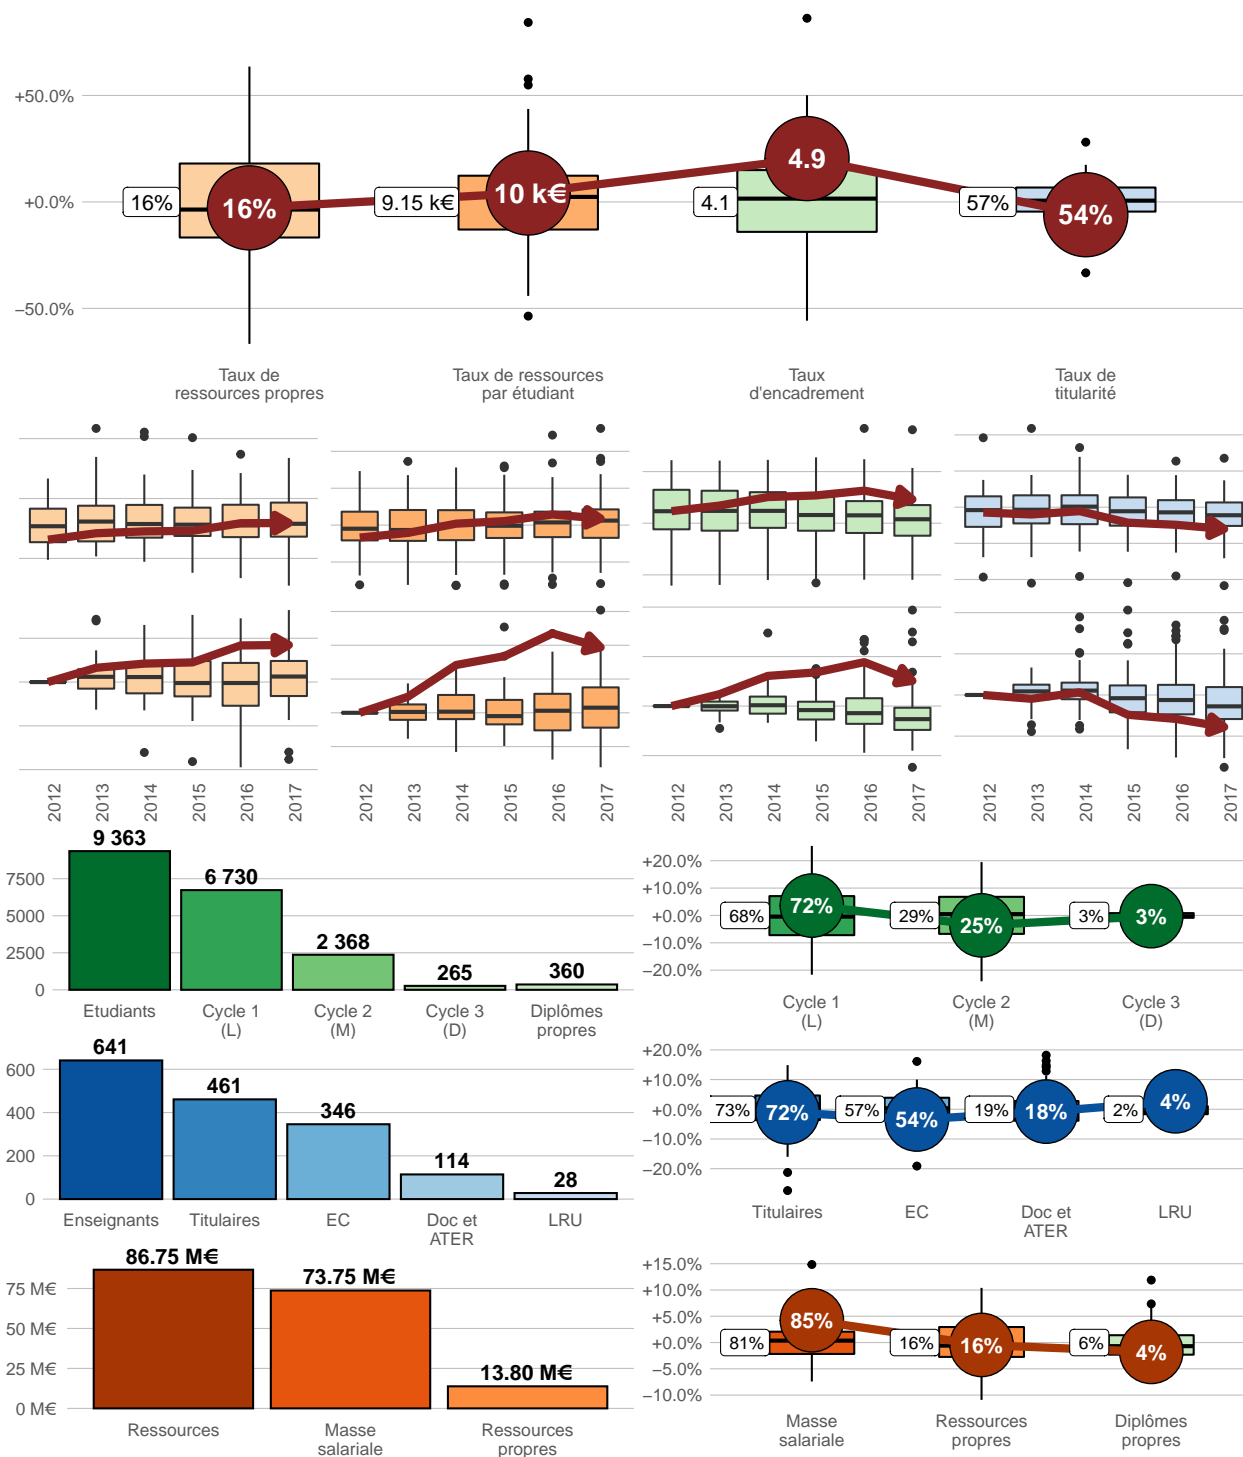 +50.0%
+0.0%
−50.0%
16%
16%
9.15 k€
10 k€
4.1
4.9
57%
54%
Taux de
ressources propres
Taux de ressources
par étudiant
Taux
d'encadrement
Taux de
titularité
2012
2013
2014
2015
2016
2017
2012
2013
2014
2015
2016
2017
2012
2013
2014
2015
2016
2017
2012
2013
2014
2015
2016
2017
9 363
6 730
2 368
265
360
7500
5000
2500
0
Etudiants
Cycle 1
(L)
Cycle 2
(M)
Cycle 3
(D)
Diplômes
propres
+20.0%
+10.0%
+0.0%
−10.0%
−20.0%
68%
72%
29%
25%
3%
3%
Cycle 1
(L)
Cycle 2
(M)
Cycle 3
(D)
641
461
346
114
28
600
400
200
0
Enseignants
Titulaires
EC
Doc et
ATER
LRU
+20.0%
+10.0%
+0.0%
−10.0%
−20.0%
73%
72%
57%
54%
19%
18%
2%
4%
Titulaires
EC
Doc et
ATER
LRU
86.75 M€
73.75 M€
13.80 M€
75 M€
50 M€
25 M€
0 M€
Ressources
Masse
salariale
Ressources
propres
+15.0%
+10.0%
+5.0%
+0.0%
−5.0%
−10.0%
81%
85%
16%
16%
6%
4%
Masse
salariale
Ressources
propres
Diplômes
propres